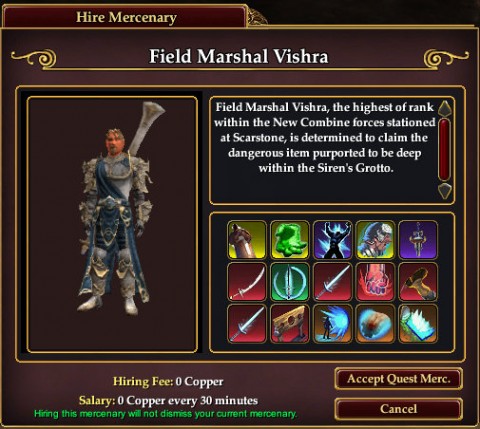 Hire Mercenary
Field Marshal Vishra
Field Marshal Vishra, the highest of rank
within the New Combine forces stationed
at Scarstone, is determined to claim the
dangerous item purported to be deep
within the Siren's Grotto.
Hiring Fee: 0 Copper
Salary: 0 Copper every 30 minutes
Hiring this mercenary will not dismiss your current mercenary.
Accept Quest Merc.
Cancel